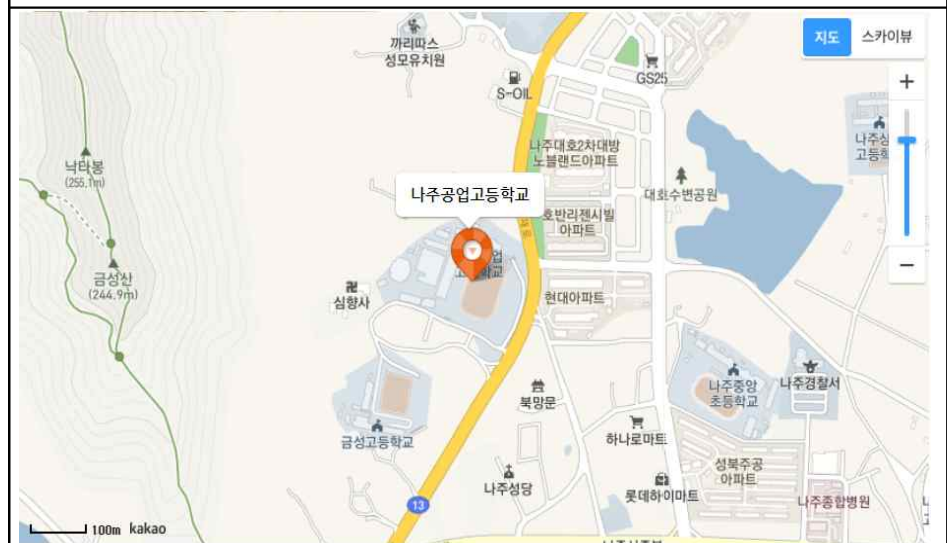 까리따스
성모유치원
S-OIL
GS25
지도
스카이뷰
+
나주대호2차대방
노블랜드아파트
낙타봉
(255.1m)
나주공업고등학교
대호수변공원
호반리젠시빌
아파트
금성산
(244.9m)
심향사
현대아파트
−
나주중앙
초등학교
나주경찰서
북망문
금성고등학교
하나로마트
성북주공
아파트
나주성당
롯데하이마트
나주종합병원
13
100m kakao